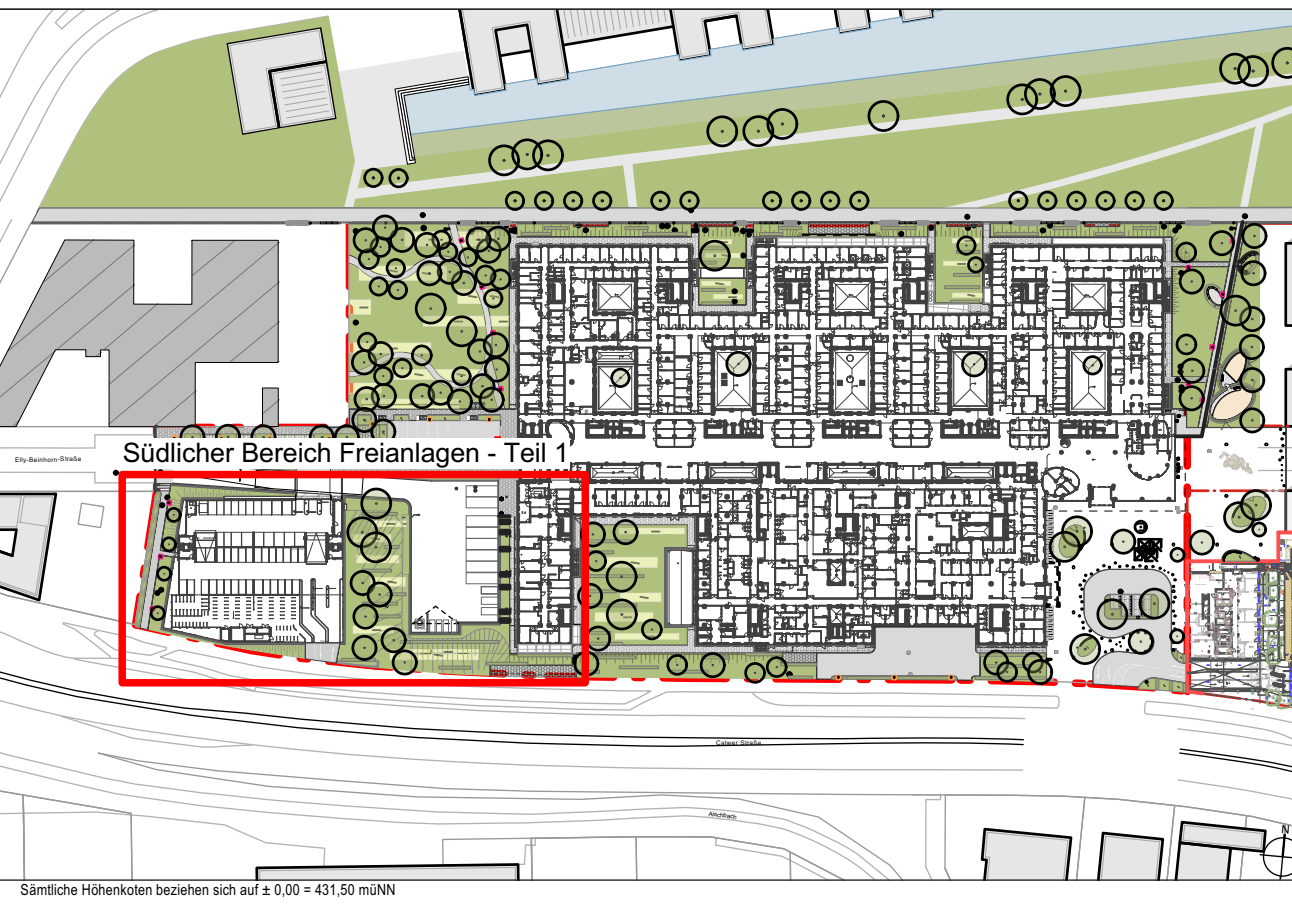 Südlicher Bereich Freianlagen - Teil 1
Elly-Beinhorn-Straße
Calwer Straße
Aischbach
N
Sämtliche Höhenkoten beziehen sich auf ± 0,00 = 431,50 müNN